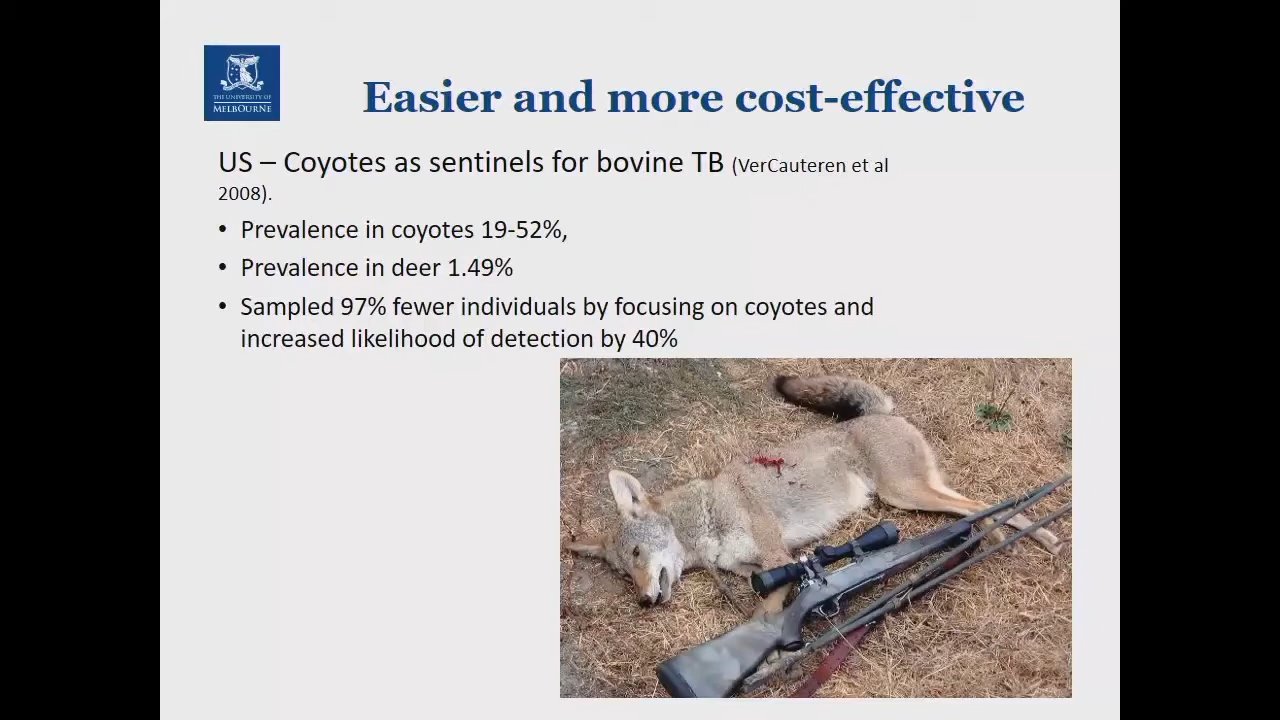 THE UNIVERSITY OF
MELBOURNE
Easier and more cost-effective
US – Coyotes as sentinels for bovine TB (VerCauteren et al
2008).
• Prevalence in coyotes 19-52%,
• Prevalence in deer 1.49%
• Sampled 97% fewer individuals by focusing on coyotes and
increased likelihood of detection by 40%